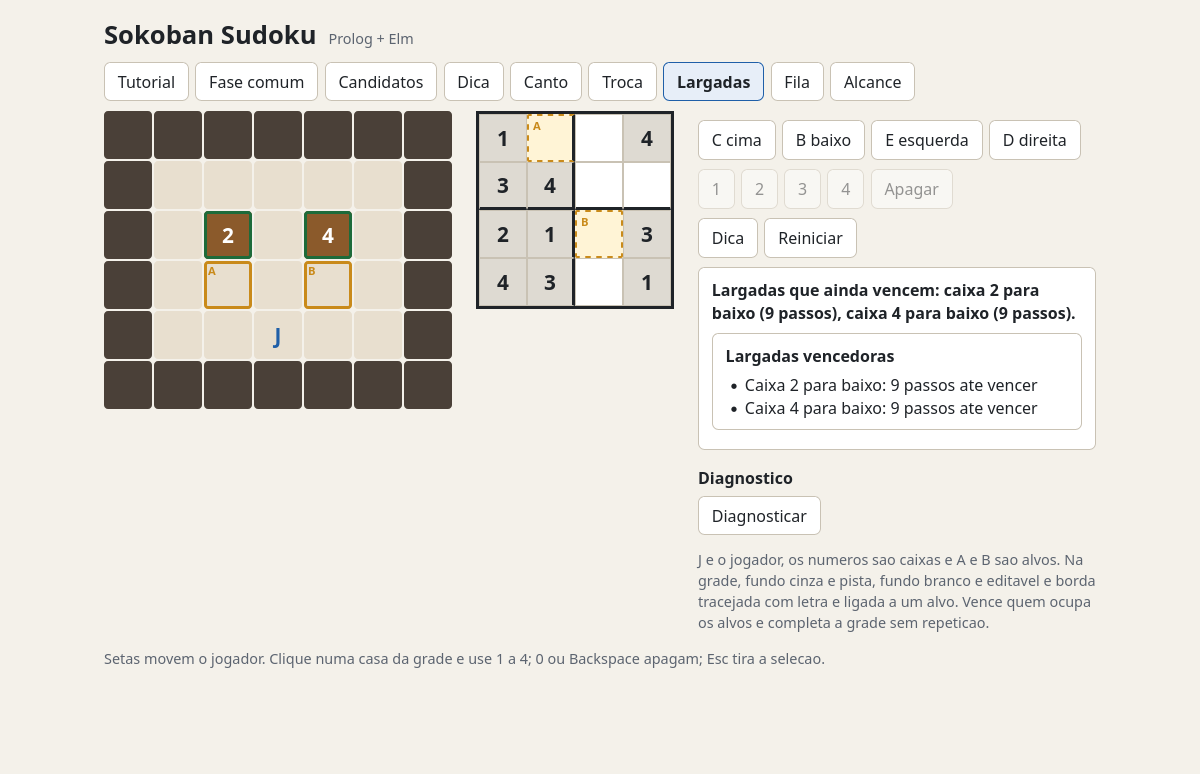 Sokoban Sudoku Prolog + Elm
Tutorial Fase comum Candidatos Dica Canto Troca Largadas Fila Alcance
2 4
A B
J
1 A 4
3 4
2 1 B 3
4 3 1
C cima B baixo E esquerda D direita
1 2 3 4 Apagar
Dica Reiniciar
Largadas que ainda vencem: caixa 2 para
baixo (9 passos), caixa 4 para baixo (9 passos).
Largadas vencedoras
• Caixa 2 para baixo: 9 passos ate vencer
• Caixa 4 para baixo: 9 passos ate vencer
Diagnostico
Diagnosticar
J e o jogador, os numeros sao caixas e A e B sao alvos. Na
grade, fundo cinza e pista, fundo branco e editavel e borda
tracejada com letra e ligada a um alvo. Vence quem ocupa
os alvos e completa a grade sem repeticao.
Setas movem o jogador. Clique numa casa da grade e use 1 a 4; 0 ou Backspace apagam; Esc tira a selecao.